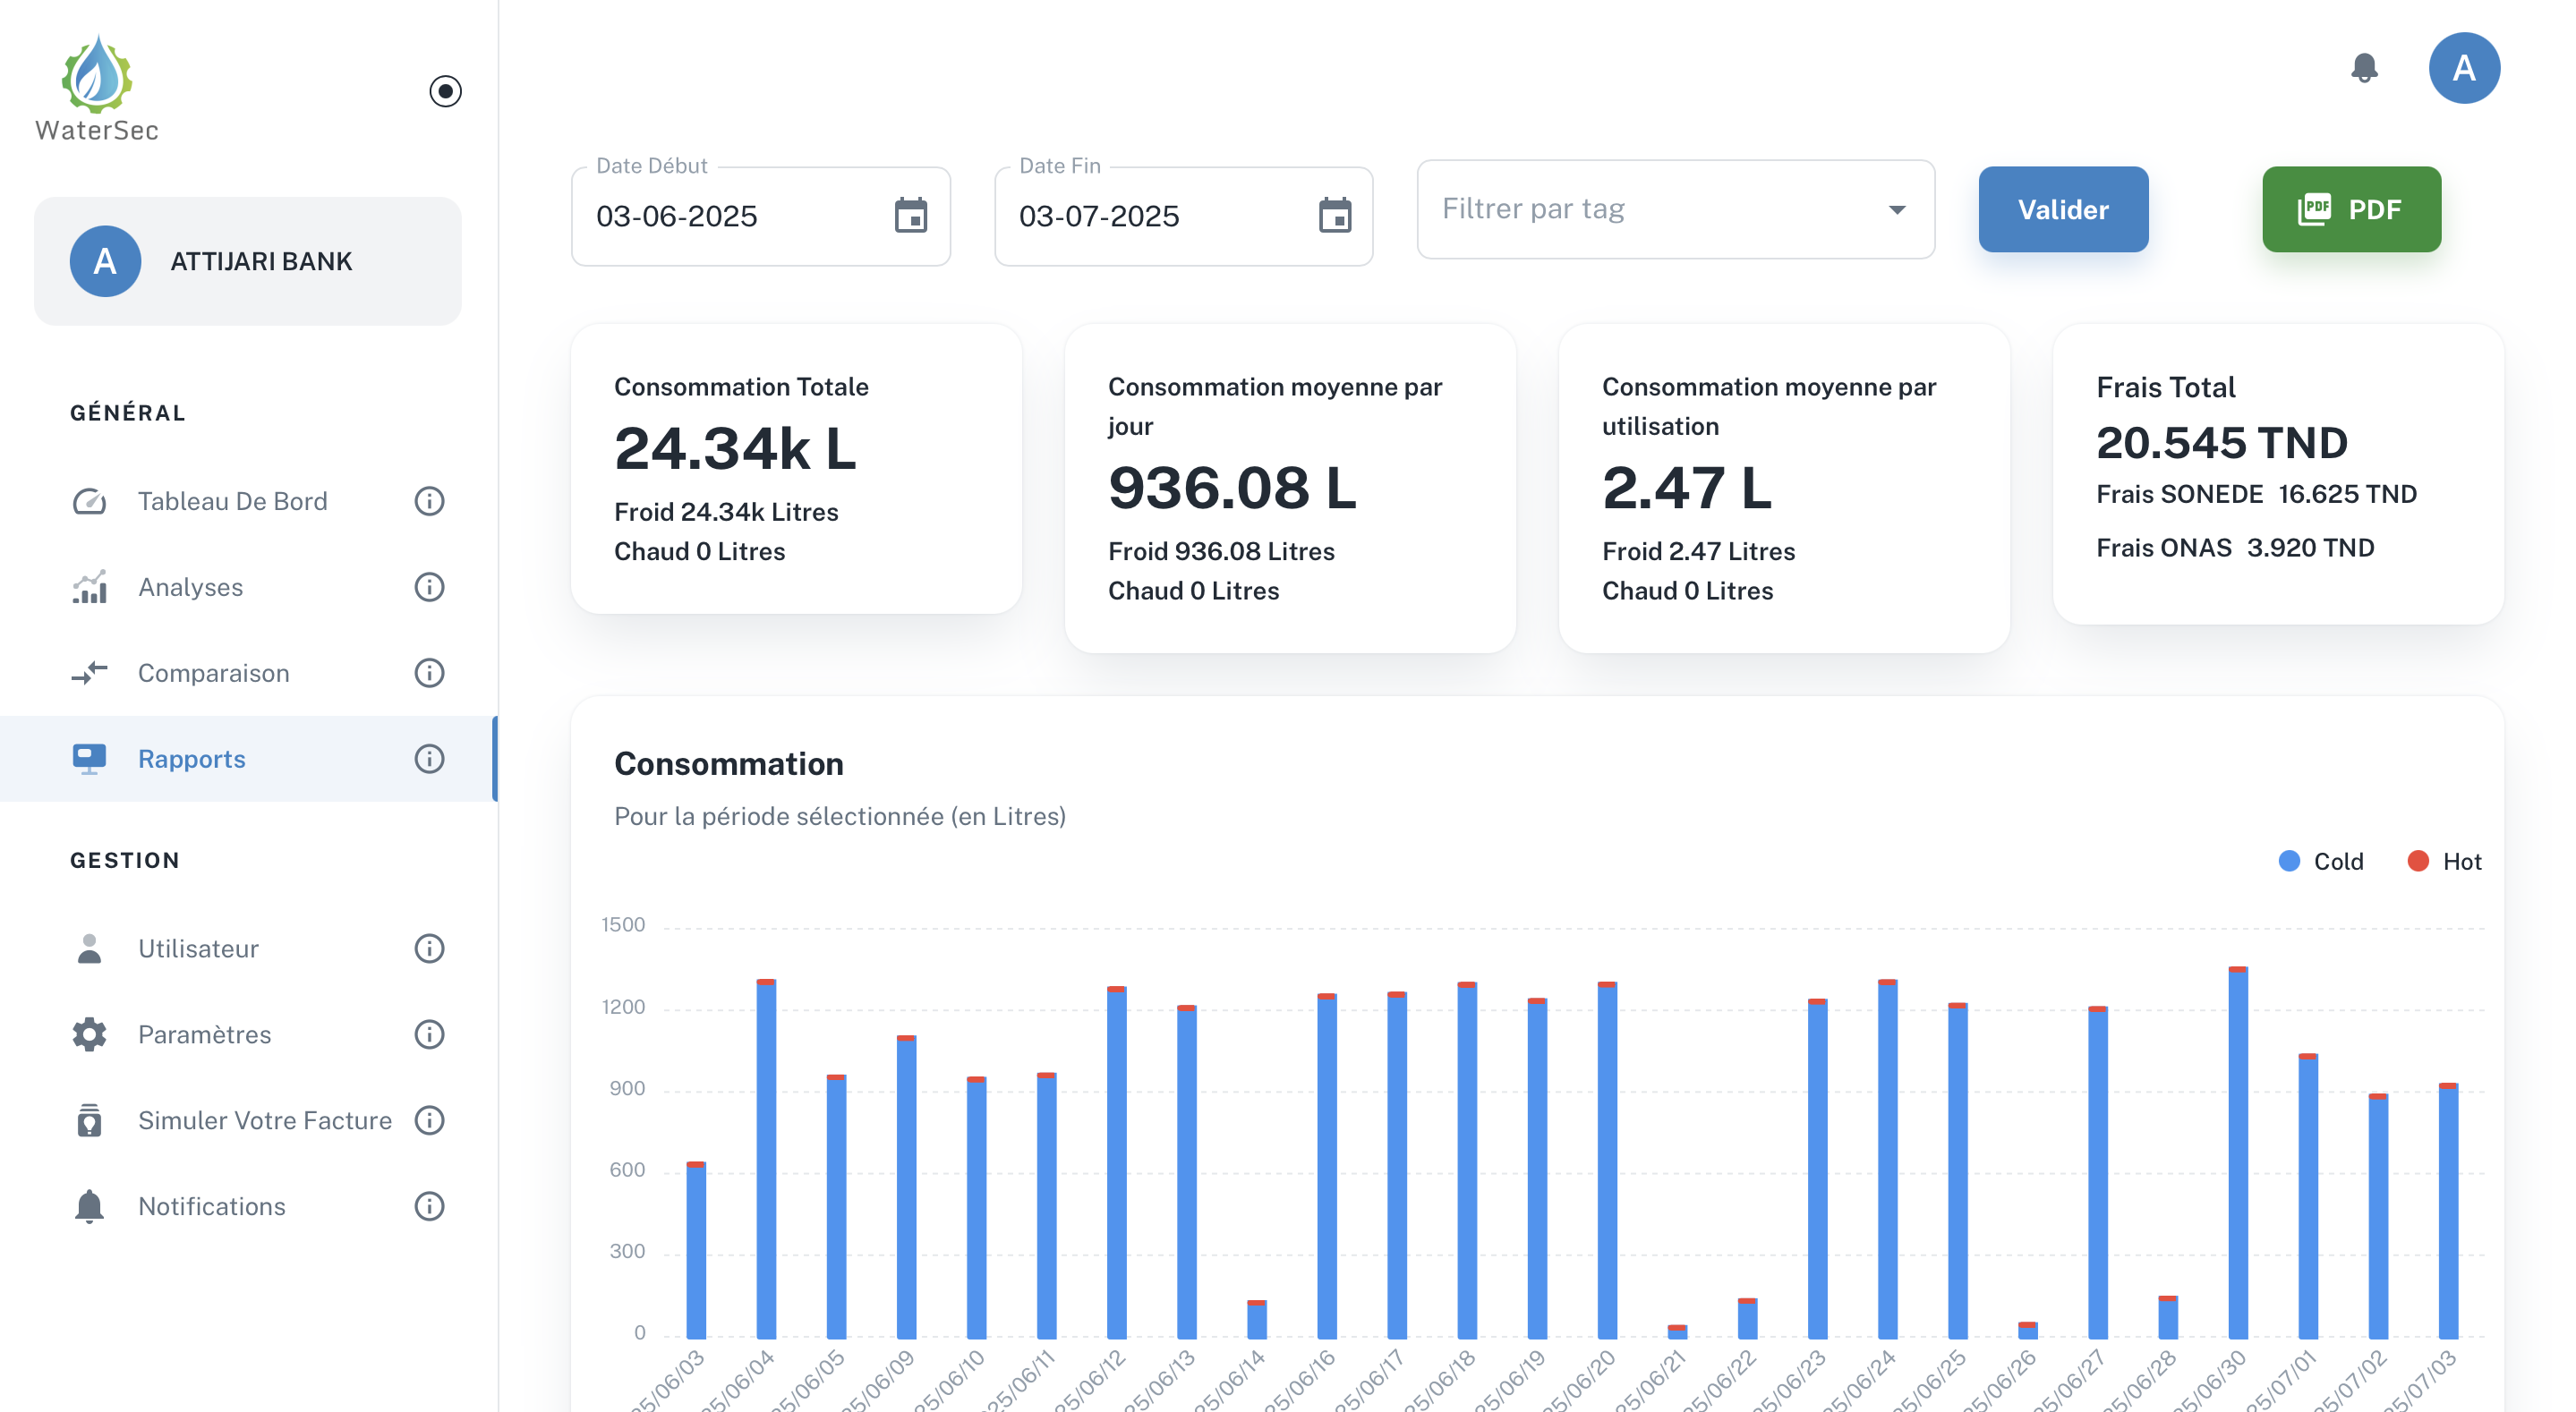 WaterSec
A
A
ATTIJARI BANK
GÉNÉRAL
Tableau De Bord
Analyses
Comparaison
Rapports
GESTION
Utilisateur
Paramètres
Simuler Votre Facture
Notifications
Date Début
03-06-2025
Date Fin
03-07-2025
Filtrer par tag
Valider
PDF PDF
Consommation Totale
24.34k L
Froid 24.34k Litres
Chaud 0 Litres
Consommation moyenne par
jour
936.08 L
Froid 936.08 Litres
Chaud 0 Litres
Consommation moyenne par
utilisation
2.47 L
Froid 2.47 Litres
Chaud 0 Litres
Frais Total
20.545 TND
Frais SONEDE 16.625 TND
Frais ONAS 3.920 TND
Consommation
Pour la période sélectionnée (en Litres)
Cold Hot
1500
1200
900
600
300
0
25/06/03
25/06/04
25/06/05
25/06/09
25/06/10
025/06/11
25/06/12
25/06/13
25/06/14
25/06/16
25/06/17
25/06/18
25/06/19
25/06/20
25/06/21
25/06/22
25/06/23
25/06/24
25/06/25
25/06/26
25/06/27
25/06/28
25/06/30
25/07/01
25/07/02
25/07/03